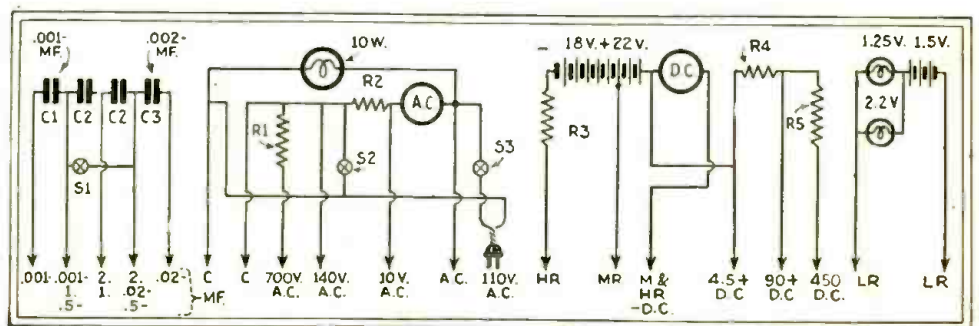 .001- MF.
.002- MF.
10W.
18V.+22V.
1.25V. 1.5V.
C1 C2 C2 C3
R2
A.C
D.C
R4
2.2V
R1
R3
R5
S1
S2
S3
.001- .001- 2. 2. .02-
1. 1. .02- MF.
.5- .5-
C C 700V. A.C. 140V. A.C. 10V. A.C. A.C. 110V. A.C.
HR MR M & HR -D.C. 4.5+ D.C 90+ D.C 450 D.C. LR LR